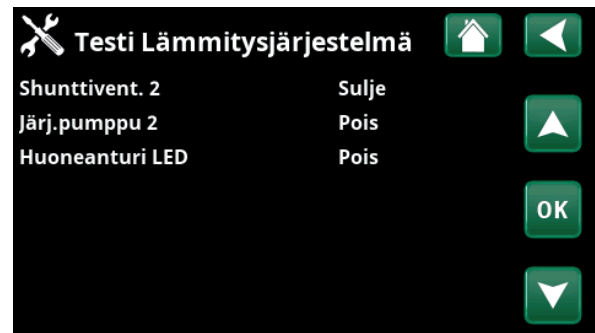 Testi Lämmitysjärjestelmä
Shunttivent. 2 Sulje
Järj.pumppu 2 Pois
Huoneanturi LED Pois
OK